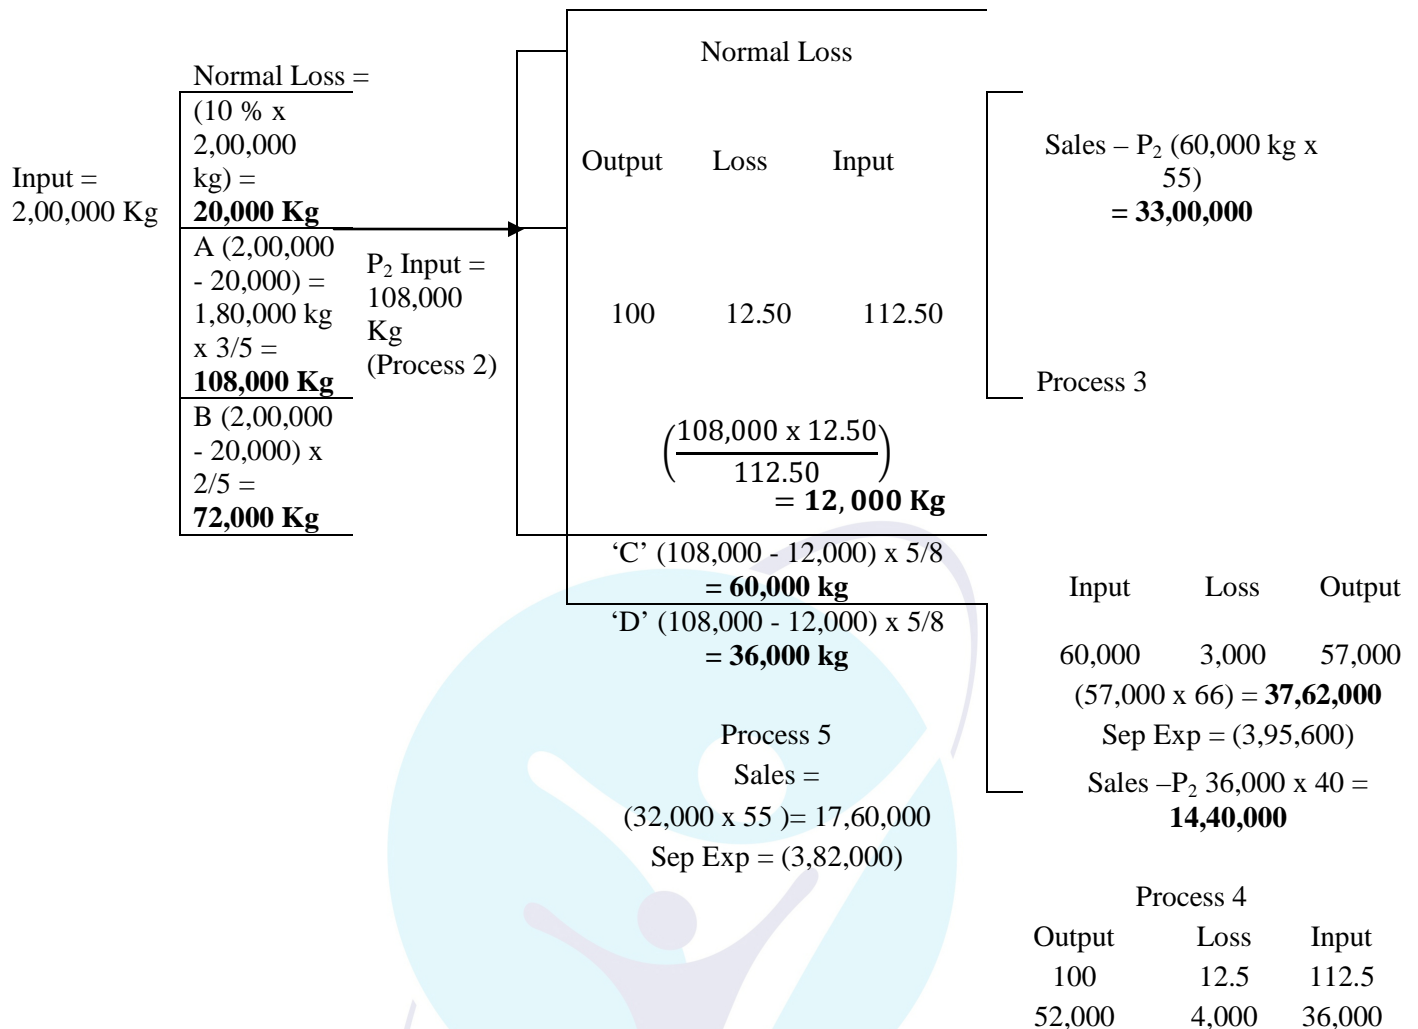 Input =
2,00,000 Kg
Normal Loss =
(10 % x
2,00,000
kg) =
20,000 Kg
A (2,00,000
- 20,000) =
1,80,000 kg
x 3/5 =
108,000 Kg
B (2,00,000
- 20,000) x
2/5 =
72,000 Kg
P₂ Input =
108,000
Kg
(Process 2)
Normal Loss
Output Loss Input
100 12.50 112.50
(108,000 x 12.50 / 112.50)
= 12,000 Kg
‘C’ (108,000 - 12,000) x 5/8
= 60,000 kg
‘D’ (108,000 - 12,000) x 5/8
= 36,000 kg
Process 5
Sales =
(32,000 x 55 )= 17,60,000
Sep Exp = (3,82,000)
Sales – P₂ (60,000 kg x
55)
= 33,00,000
Process 3
Input Loss Output
60,000 3,000 57,000
(57,000 x 66) = 37,62,000
Sep Exp = (3,95,600)
Sales –P₂ 36,000 x 40 =
14,40,000
Process 4
Output Loss Input
100 12.5 112.5
52,000 4,000 36,000